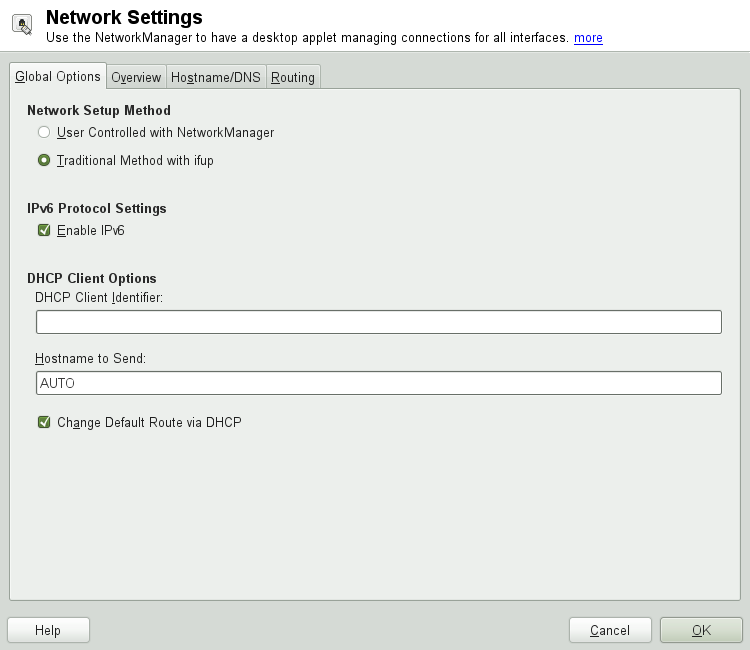 Network Settings
Use the NetworkManager to have a desktop applet managing connections for all interfaces. more
Global Options Overview Hostname/DNS Routing
Network Setup Method
User Controlled with NetworkManager
Traditional Method with ifup
IPv6 Protocol Settings
Enable IPv6
DHCP Client Options
DHCP Client Identifier:
Hostname to Send:
AUTO
Change Default Route via DHCP
Help Cancel OK